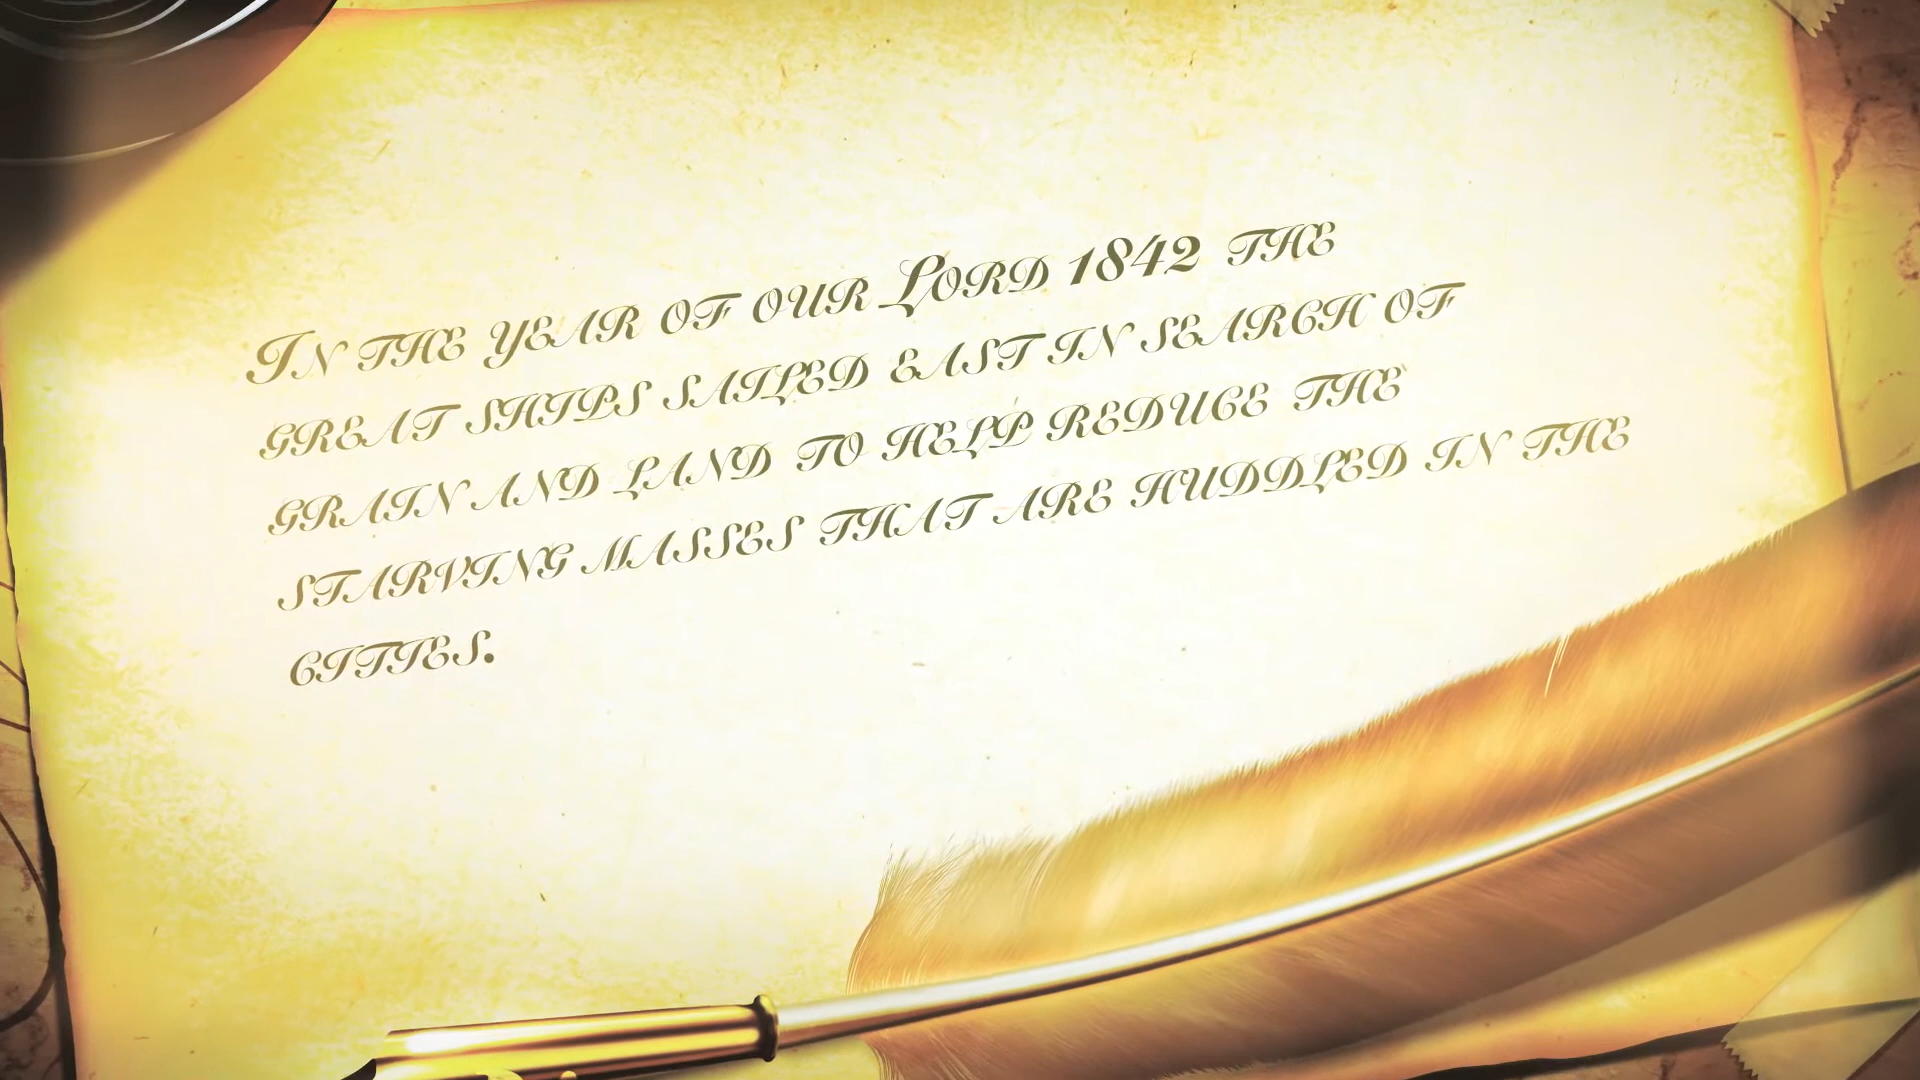 In the year of our Lord 1842 the
great ships sailed east in search of
grain and land to help reduce the
starving masses that are huddled in the
cities.